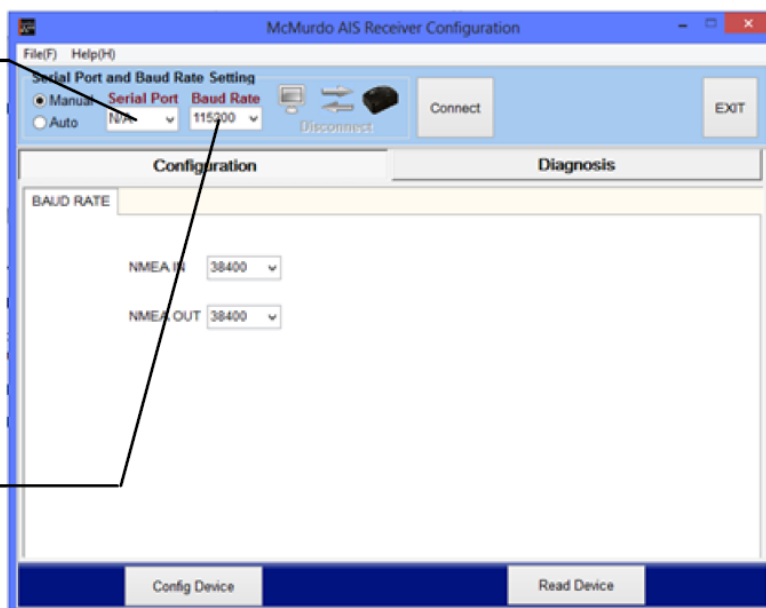 McMurdo AIS Receiver Configuration
File(F) Help(H)
Serial Port and Baud Rate Setting
Manual Serial Port Baud Rate
Auto N/A 115200
Disconnect
Connect
EXIT
Configuration Diagnosis
BAUD RATE
NMEA IN 38400
NMEA OUT 38400
Config Device Read Device